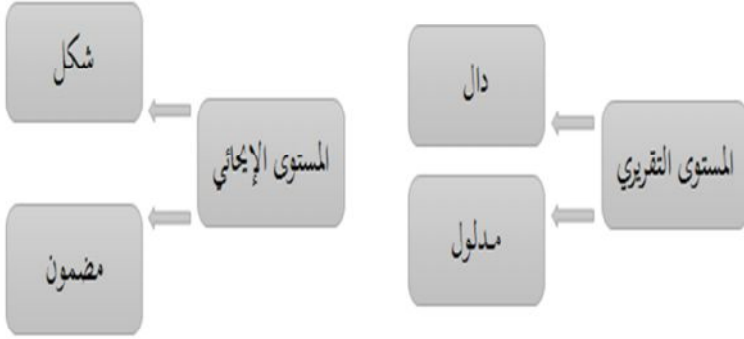 المستوى التقريري
دال
مدلول
المستوى الإيحائي
شكل
مضمون